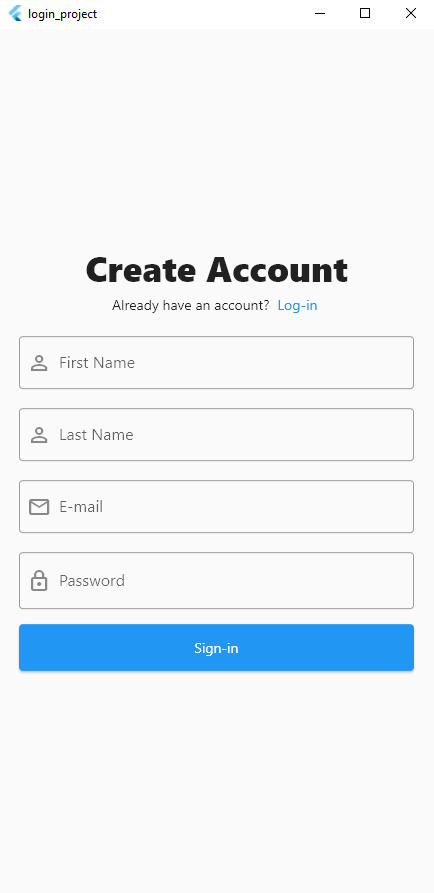 login_project
Create Account
Already have an account? Log-in
First Name
Last Name
E-mail
Password
Sign-in